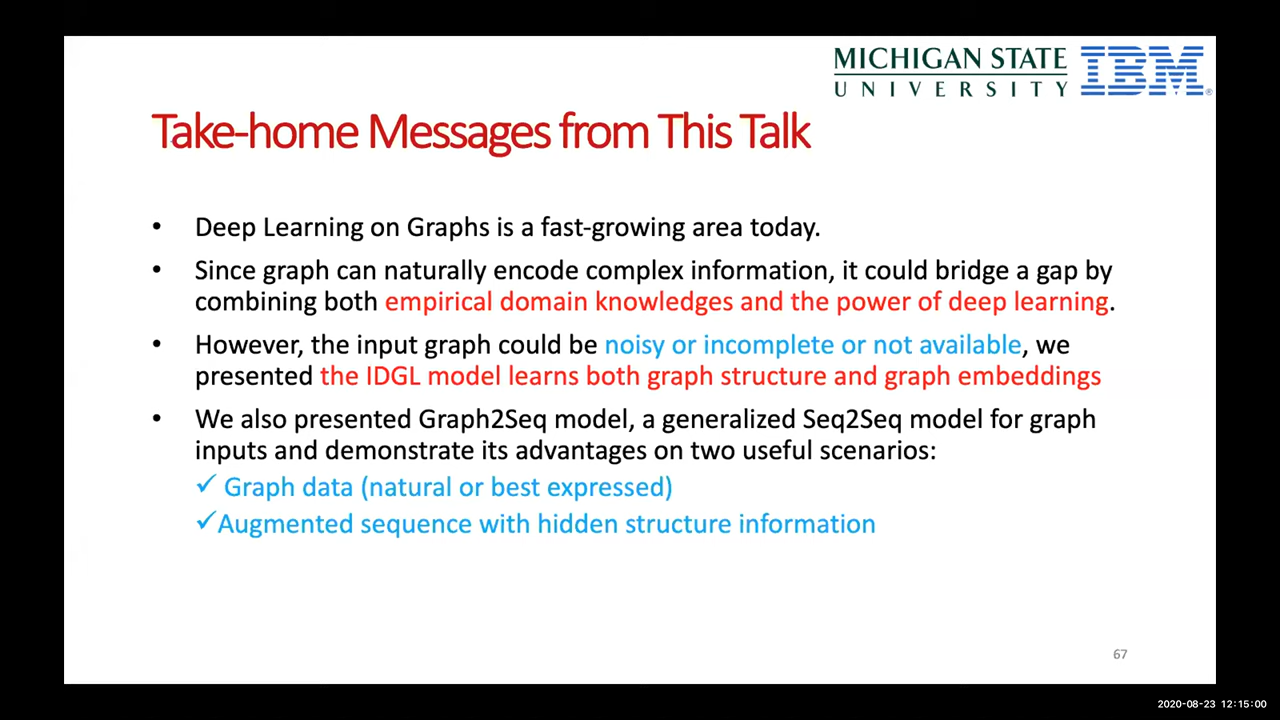 MICHIGAN STATE
UNIVERSITY
IBM®
Take-home Messages from This Talk
• Deep Learning on Graphs is a fast-growing area today.
• Since graph can naturally encode complex information, it could bridge a gap by
combining both empirical domain knowledges and the power of deep learning.
• However, the input graph could be noisy or incomplete or not available, we
presented the IDGL model learns both graph structure and graph embeddings
• We also presented Graph2Seq model, a generalized Seq2Seq model for graph
inputs and demonstrate its advantages on two useful scenarios:
✓ Graph data (natural or best expressed)
✓Augmented sequence with hidden structure information
67
2020-08-23 12:15:00